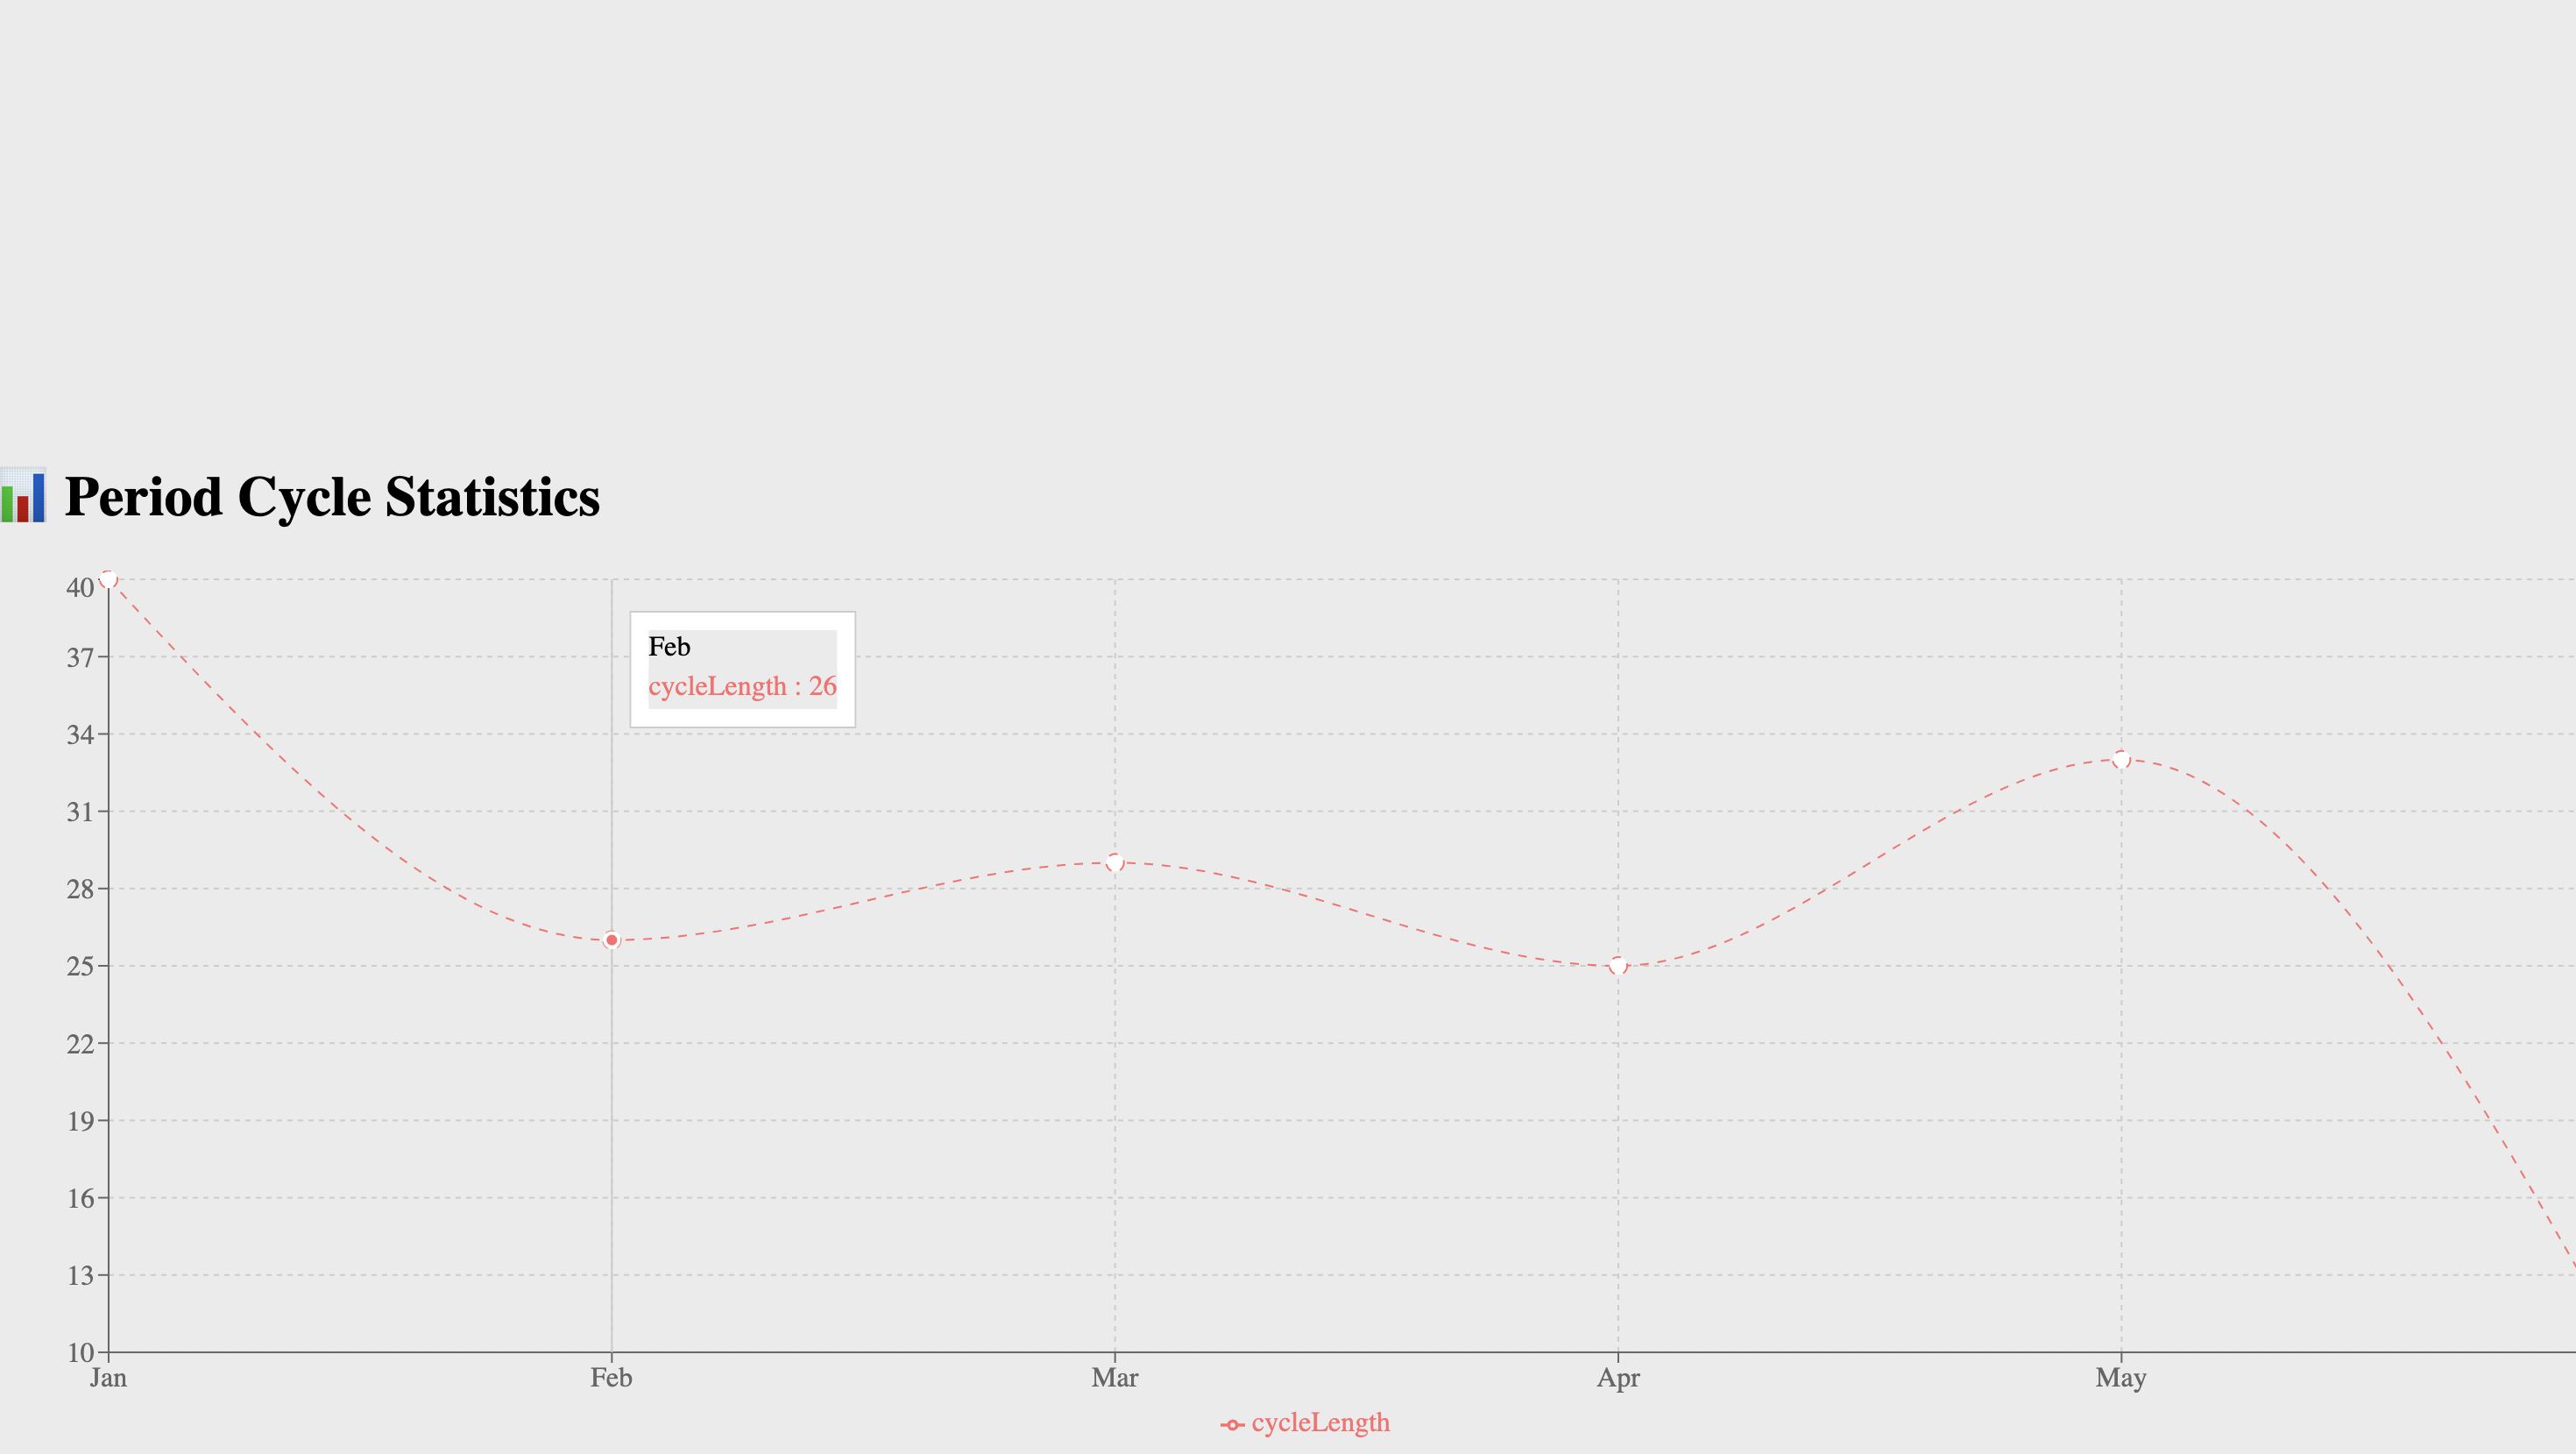 Period Cycle Statistics
40
Feb
37
cycleLength : 26
34
31
28
25
22
19
16
13
10
Jan Feb Mar Apr May
cycleLength